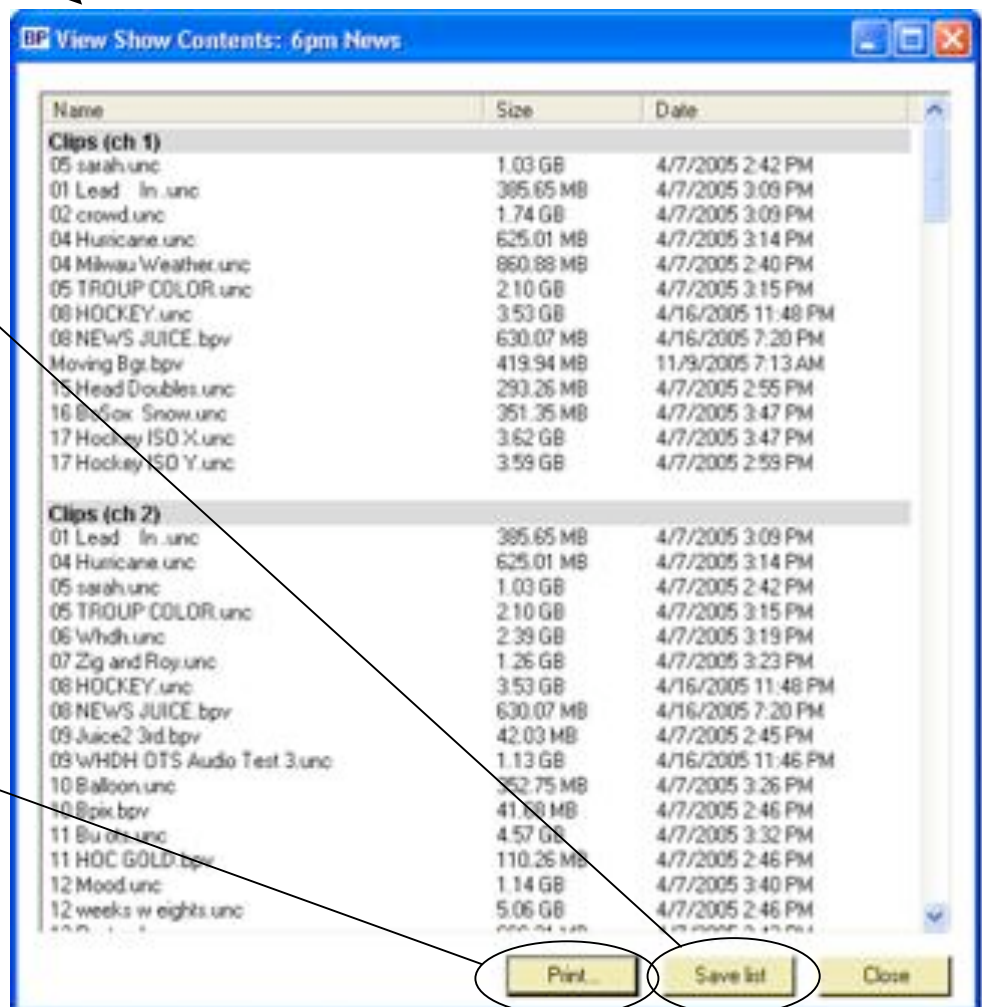 BP View Show Contents: 6pm News
Name Size Date
Clips (ch 1)
05 sarah.unc 1.03 GB 4/7/2005 2:42 PM
01 Lead In .unc 385.65 MB 4/7/2005 3:09 PM
02 crowd.unc 1.74 GB 4/7/2005 3:09 PM
04 Hurricane.unc 625.01 MB 4/7/2005 3:14 PM
04 Milwau Weather.unc 860.88 MB 4/7/2005 2:40 PM
05 TROUP COLOR.unc 2.10 GB 4/7/2005 3:15 PM
08 HOCKEY.unc 3.53 GB 4/16/2005 11:48 PM
08 NEWS JUICE.bpv 630.07 MB 4/16/2005 7:20 PM
Moving Bgr.bpv 419.94 MB 11/9/2005 7:13 AM
15 Head Doubles.unc 293.26 MB 4/7/2005 2:55 PM
16 BoSox Snow.unc 351.35 MB 4/7/2005 3:47 PM
17 Hockey ISO X.unc 3.62 GB 4/7/2005 3:47 PM
17 Hockey ISO Y.unc 3.59 GB 4/7/2005 2:59 PM
Clips (ch 2)
01 Lead In .unc 385.65 MB 4/7/2005 3:09 PM
04 Hurricane.unc 625.01 MB 4/7/2005 3:14 PM
05 sarah.unc 1.03 GB 4/7/2005 2:42 PM
05 TROUP COLOR.unc 2.10 GB 4/7/2005 3:15 PM
06 Whdh.unc 2.39 GB 4/7/2005 3:19 PM
07 Zig and Roy.unc 1.26 GB 4/7/2005 3:23 PM
08 HOCKEY.unc 3.53 GB 4/16/2005 11:48 PM
08 NEWS JUICE.bpv 630.07 MB 4/16/2005 7:20 PM
09 Juice2 3rd.bpv 42.03 MB 4/7/2005 2:45 PM
09 WHDH OTS Audio Test 3.unc 1.13 GB 4/16/2005 11:46 PM
10 Balloon.unc 352.75 MB 4/7/2005 3:26 PM
10 Bpix.bpv 41.68 MB 4/7/2005 2:46 PM
11 Bu ots.unc 4.57 GB 4/7/2005 3:32 PM
11 HOC GOLD.bpv 110.26 MB 4/7/2005 2:46 PM
12 Mood.unc 1.14 GB 4/7/2005 3:40 PM
12 weeks w eights.unc 5.06 GB 4/7/2005 2:46 PM
Print... Save list Close